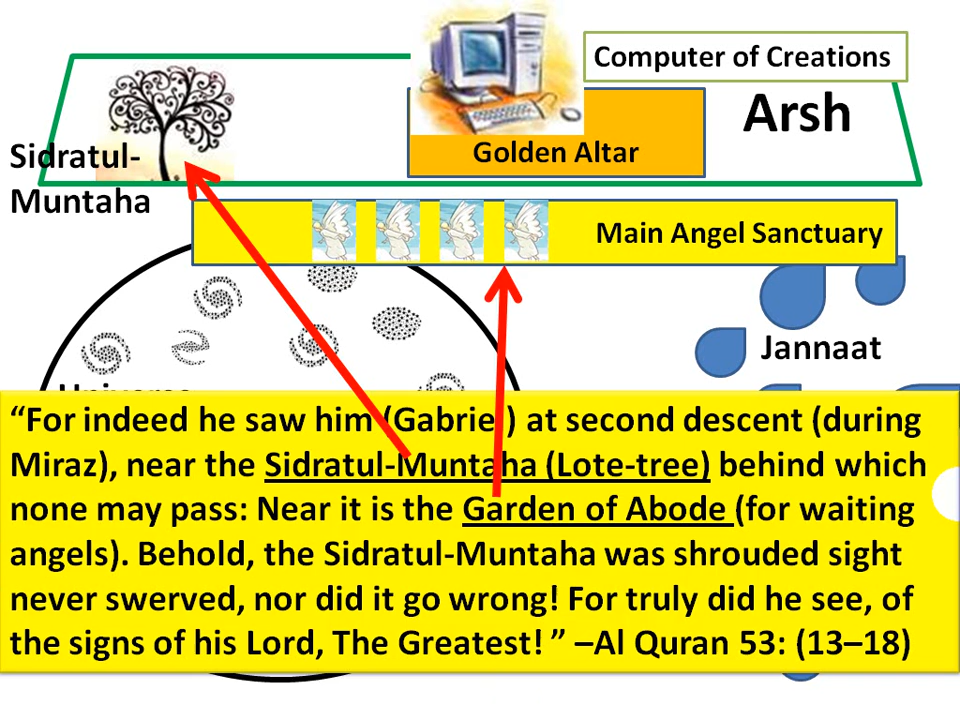 Computer of Creations
Arsh
Golden Altar
Sidratul-
Muntaha
Main Angel Sanctuary
Jannaat
Universe
“For indeed he saw him (Gabriel) at second descent (during
Miraz), near the Sidratul-Muntaha (Lote-tree) behind which
none may pass: Near it is the Garden of Abode (for waiting
angels). Behold, the Sidratul-Muntaha was shrouded sight
never swerved, nor did it go wrong! For truly did he see, of
the signs of his Lord, The Greatest! ” –Al Quran 53: (13–18)